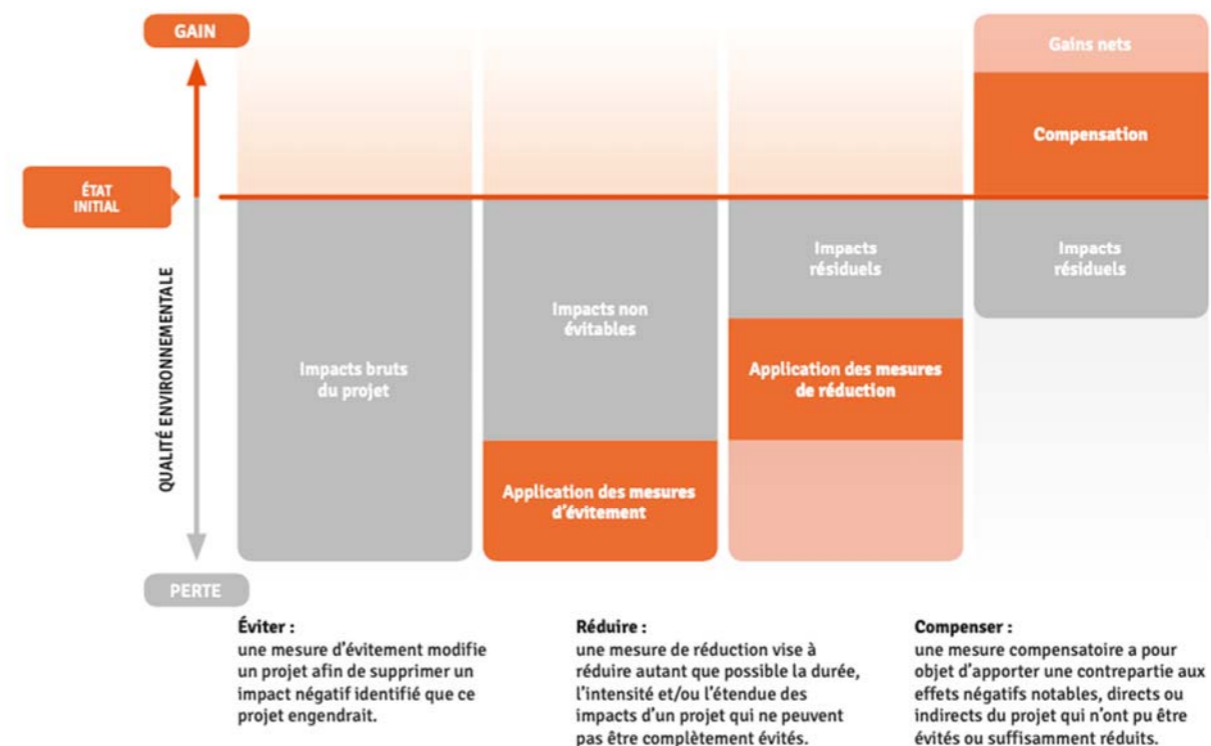 GAIN
ÉTAT
INITIAL
QUALITÉ ENVIRONNEMENTALE
PERTE
Impacts bruts
du projet
Impacts non
évitables
Application des mesures
d'évitement
Impacts
résiduels
Application des mesures
de réduction
Gains nets
Compensation
Impacts
résiduels
Éviter :
une mesure d'évitement modifie
un projet afin de supprimer un
impact négatif identifié que ce
projet engendrait.
Réduire :
une mesure de réduction vise à
réduire autant que possible la durée,
l'intensité et/ou l'étendue des
impacts d'un projet qui ne peuvent
pas être complètement évités.
Compenser :
une mesure compensatoire a pour
objet d'apporter une contrepartie aux
effets négatifs notables, directs ou
indirects du projet qui n'ont pu être
évités ou suffisamment réduits.